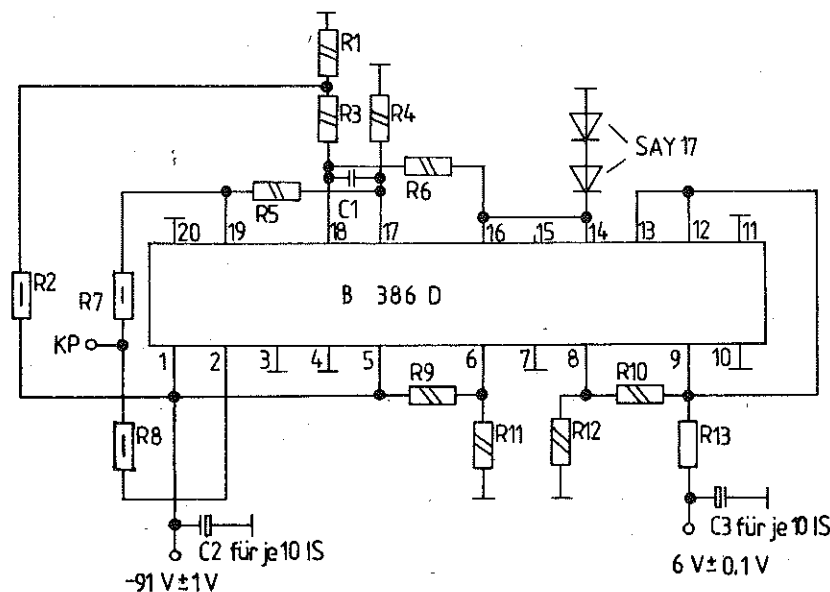 R1
R3
R4
SAY 17
R6
C1
R5
20
19
18
17
16
15
14
13
12
11
R2
R7
B 386 D
KP
1
2
3
4
5
6
7
8
9
10
R9
R10
R8
R11
R12
R13
C2 für je 10 IS
C3 für je 10 IS
-91 V ± 1 V
6 V ± 0.1 V